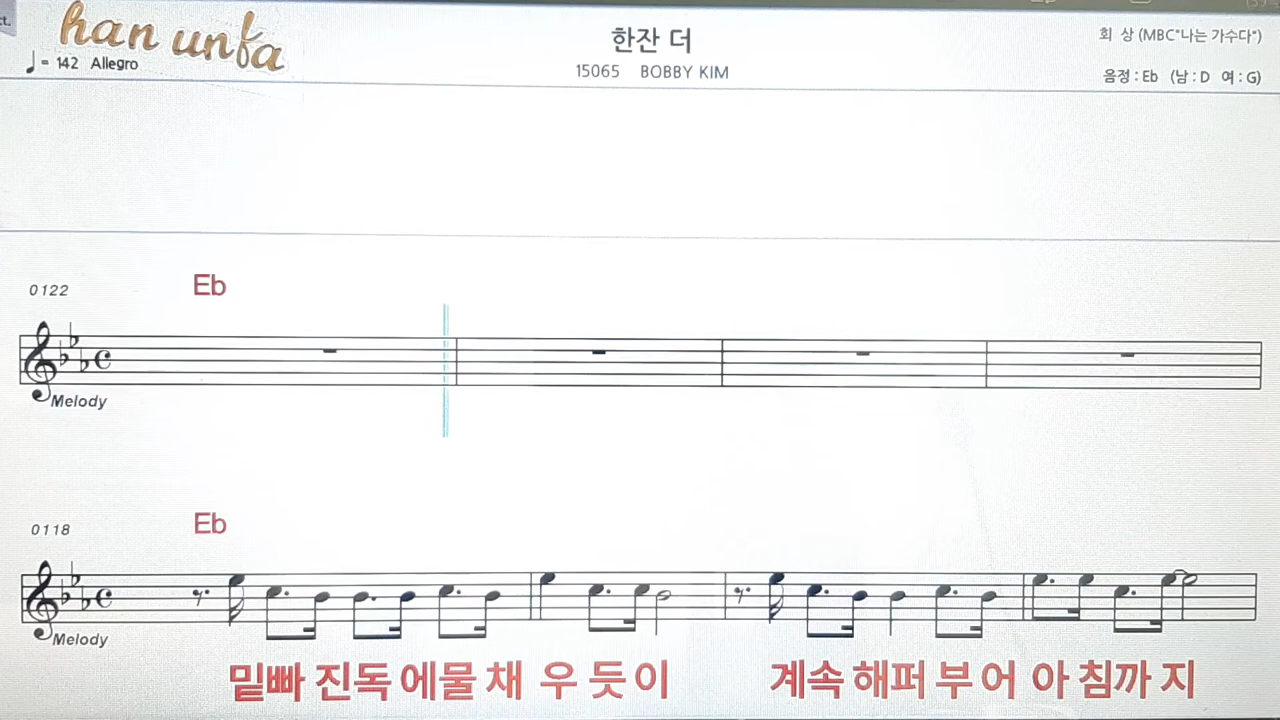 ct.
han unfa
♩ = 142 Allegro
한잔 더
15065 BOBBY KIM
회 상 (MBC"나는 가수다")
음정 : Eb (남 : D 여 : G)
0122
Eb
Melody
0118
Eb
Melody
밑빠 진독 에물 채 우 듯이 계속 해퍼 부 어 아 침까 지